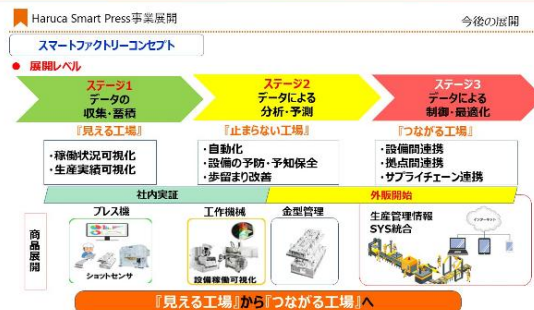 Haruca Smart Press事業展開
今後の展開
スマートファクトリーコンセプト
● 展開レベル
ステージ1
データの
収集・蓄積
ステージ2
データによる
分析・予測
ステージ3
データによる
制御・最適化
『見える工場』
『止まらない工場』
『つながる工場』
・稼働状況可視化
・生産実績可視化
・自動化
・設備の予防・予知保全
・歩留まり改善
・設備間連携
・拠点間連携
・サプライチェーン連携
社内実証
外販開始
商品展開
プレス機
ショットセンサ
工作機械
設備稼働可視化
金型管理
生産管理情報
SYS統合
インターネット
『見える工場』から『つながる工場』へ